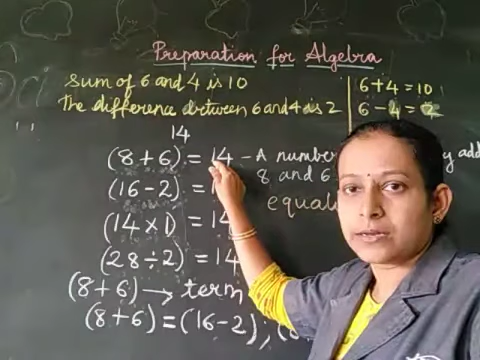 Preparation for Algebra
Sum of 6 and 4 is 10
The difference between 6 and 4 is 2
6 + 4 = 10
6 - 4 = 2
14
(8 + 6) = 14 - A number
8 and 6
(16 - 2) =
equal
(14 × 1) = 14
(28 ÷ 2) = 14
(8 + 6) → term
(8 + 6) = (16 - 2) ; (8